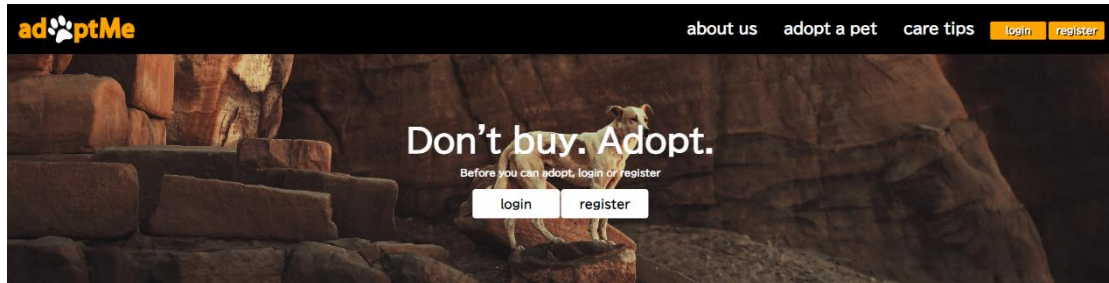 adoptMe
about us adopt a pet care tips login register
Don't buy. Adopt.
Before you can adopt, login or register
login register